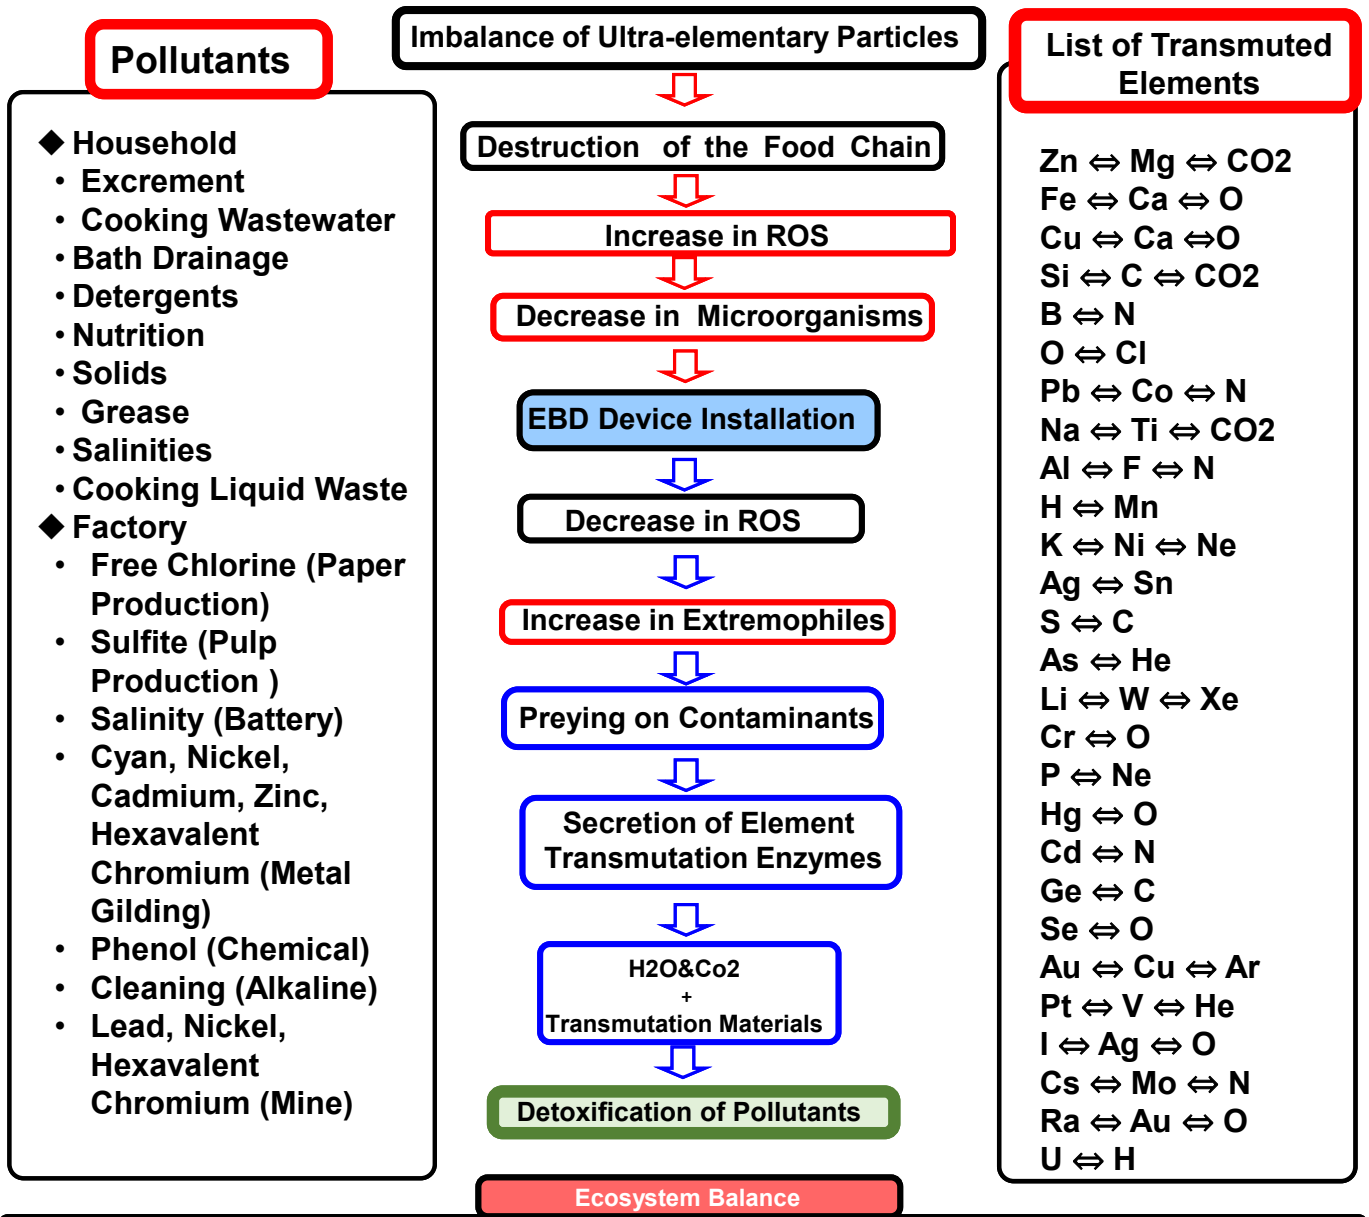 Pollutants
◆ Household
・ Excrement
・ Cooking Wastewater
・Bath Drainage
・Detergents
・Nutrition
・Solids
・ Grease
・Salinities
・Cooking Liquid Waste
◆ Factory
• Free Chlorine (Paper
Production)
• Sulfite (Pulp
Production )
• Salinity (Battery)
• Cyan, Nickel,
Cadmium, Zinc,
Hexavalent
Chromium (Metal
Gilding)
• Phenol (Chemical)
• Cleaning (Alkaline)
• Lead, Nickel,
Hexavalent
Chromium (Mine)
Imbalance of Ultra-elementary Particles
Destruction of the Food Chain
Increase in ROS
Decrease in Microorganisms
EBD Device Installation
Decrease in ROS
Increase in Extremophiles
Preying on Contaminants
Secretion of Element
Transmutation Enzymes
H2O&Co2
+
Transmutation Materials
Detoxification of Pollutants
Ecosystem Balance
List of Transmuted
Elements
Zn ⇔ Mg ⇔ CO2
Fe ⇔ Ca ⇔ O
Cu ⇔ Ca ⇔O
Si ⇔ C ⇔ CO2
B ⇔ N
O ⇔ Cl
Pb ⇔ Co ⇔ N
Na ⇔ Ti ⇔ CO2
Al ⇔ F ⇔ N
H ⇔ Mn
K ⇔ Ni ⇔ Ne
Ag ⇔ Sn
S ⇔ C
As ⇔ He
Li ⇔ W ⇔ Xe
Cr ⇔ O
P ⇔ Ne
Hg ⇔ O
Cd ⇔ N
Ge ⇔ C
Se ⇔ O
Au ⇔ Cu ⇔ Ar
Pt ⇔ V ⇔ He
I ⇔ Ag ⇔ O
Cs ⇔ Mo ⇔ N
Ra ⇔ Au ⇔ O
U ⇔ H